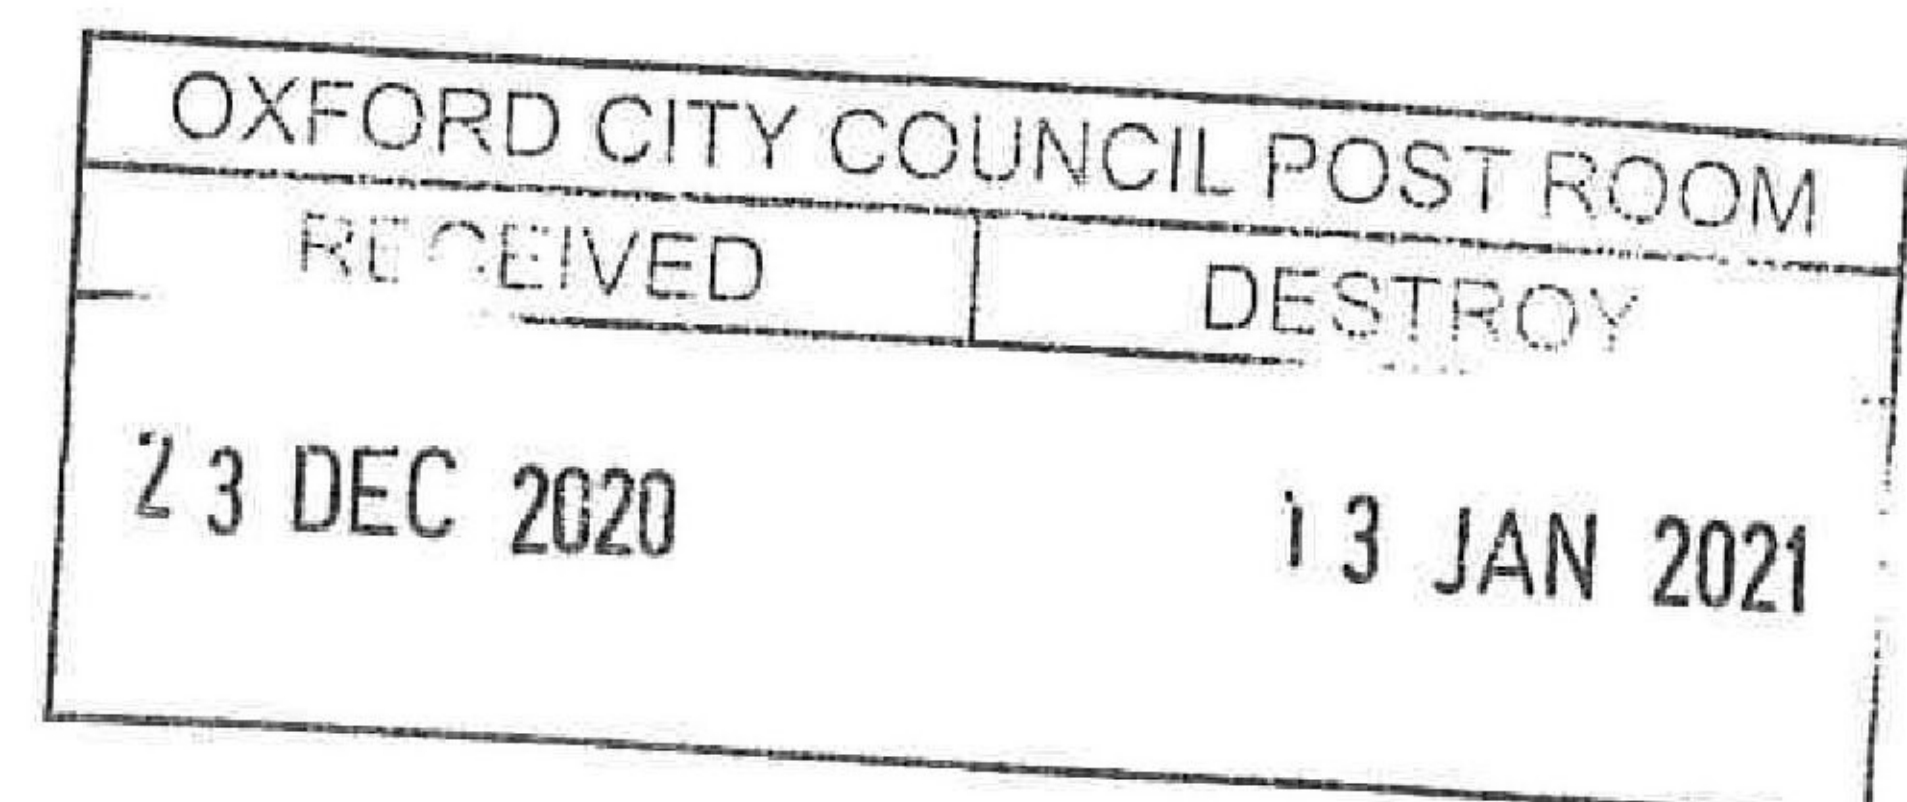 OXFORD CITY COUNCIL POST ROOM
RECEIVED DESTROY
23 DEC 2020 13 JAN 2021